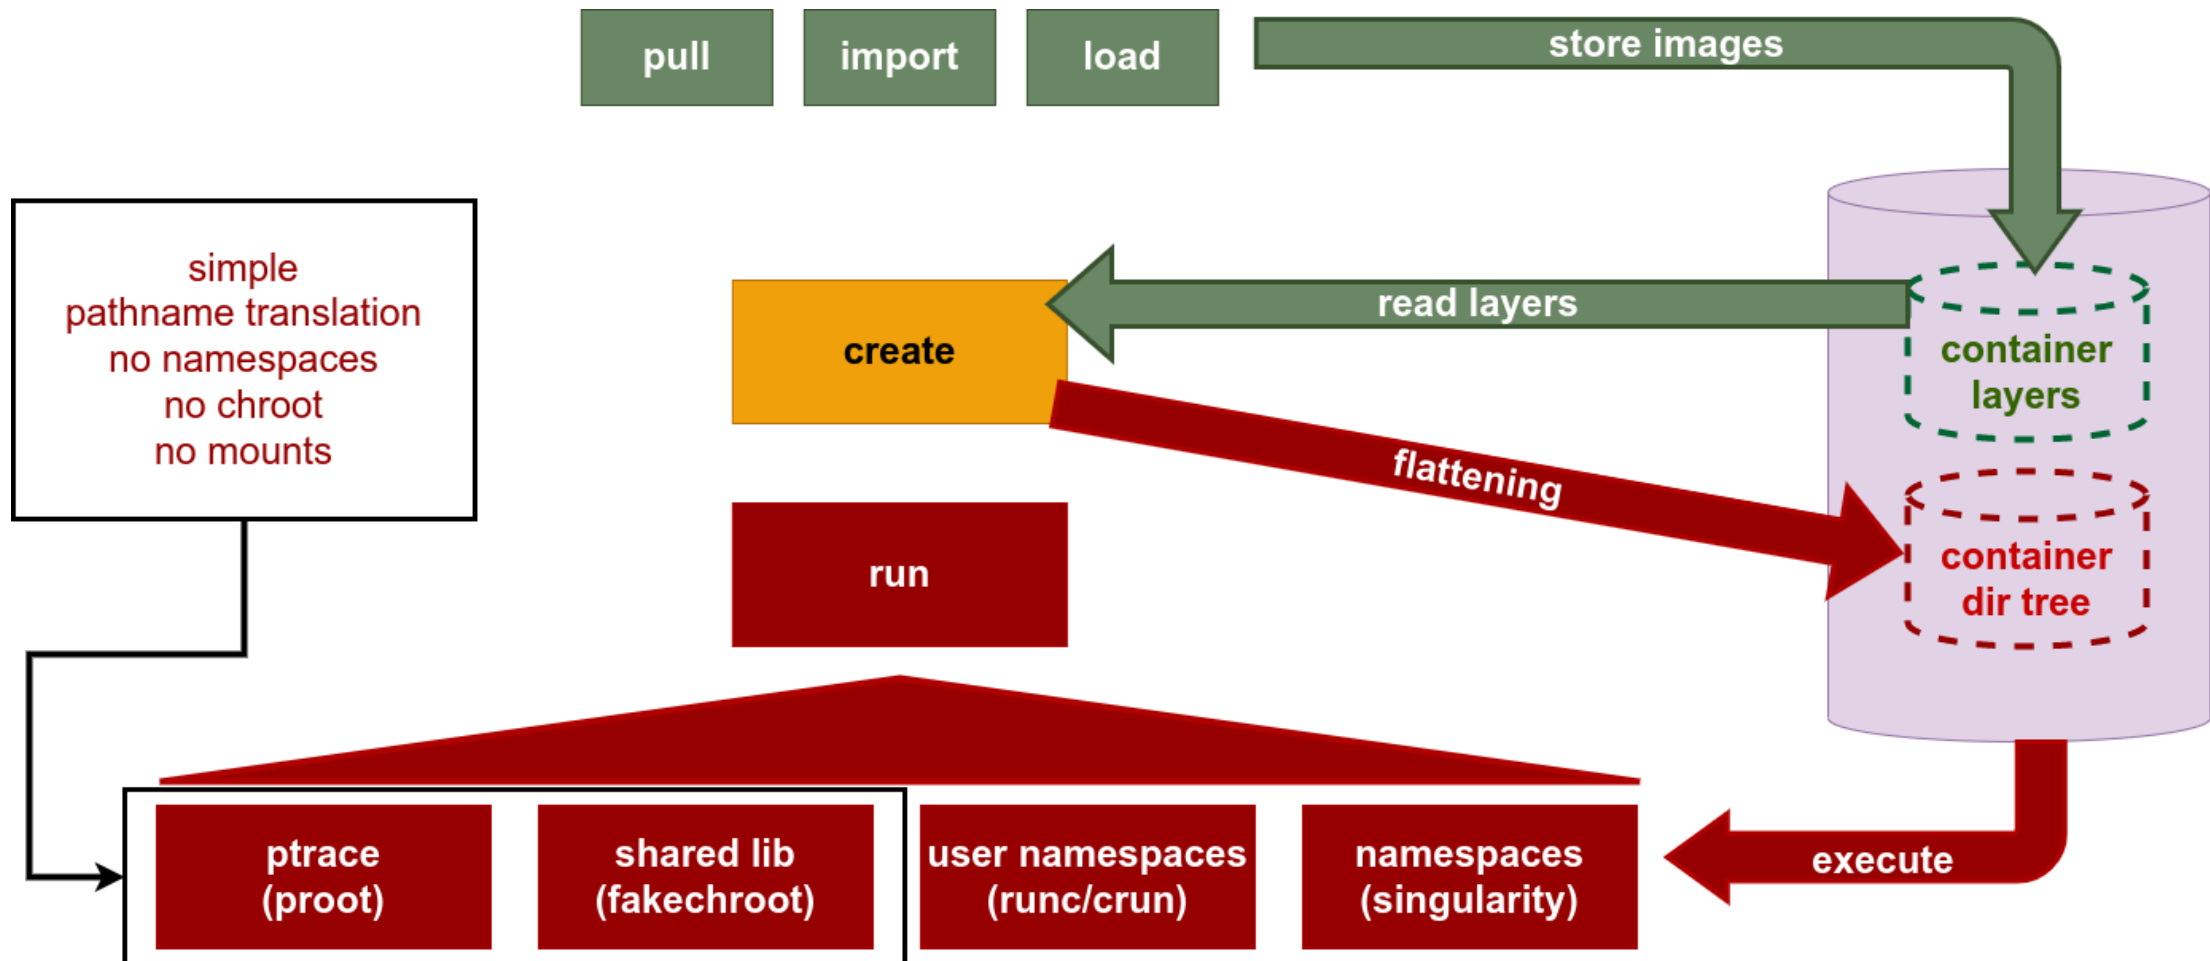 pull
import
load
store images
simple
pathname translation
no namespaces
no chroot
no mounts
create
read layers
container
layers
flattening
run
container
dir tree
ptrace
(proot)
shared lib
(fakechroot)
user namespaces
(runc/crun)
namespaces
(singularity)
execute